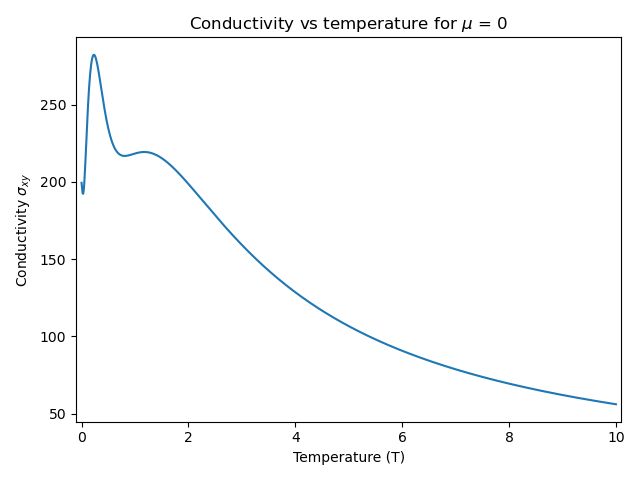 Conductivity vs temperature for μ = 0
Conductivity σxy
250
200
150
100
50
0 2 4 6 8 10
Temperature (T)